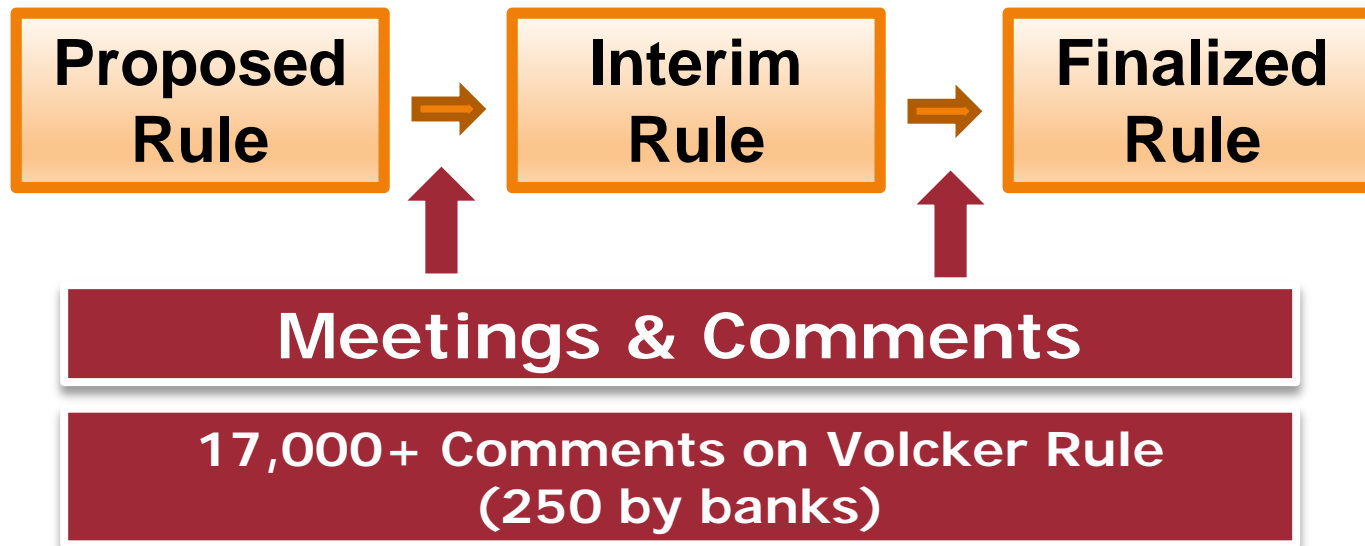 Proposed
Rule
Interim
Rule
Finalized
Rule
Meetings & Comments
17,000+ Comments on Volcker Rule
(250 by banks)